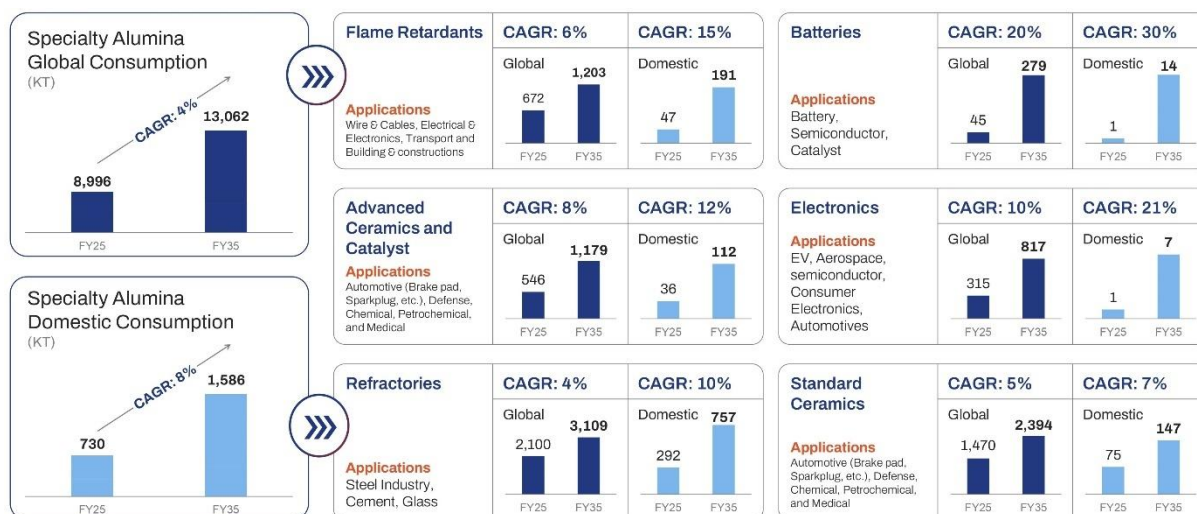 Specialty Alumina
Global Consumption
(KT)
CAGR: 4%
8,996
13,062
FY25
FY35
Specialty Alumina
Domestic Consumption
(KT)
CAGR: 8%
730
1,586
FY25
FY35
Flame Retardants
Applications
Wire & Cables, Electrical &
Electronics, Transport and
Building & constructions
CAGR: 6%
Global
672
1,203
FY25
FY35
CAGR: 15%
Domestic
47
191
FY25
FY35
Batteries
Applications
Battery,
Semiconductor,
Catalyst
CAGR: 20%
Global
45
279
FY25
FY35
CAGR: 30%
Domestic
1
14
FY25
FY35
Advanced
Ceramics and
Catalyst
Applications
Automotive (Brake pad,
Sparkplug, etc.), Defense,
Chemical, Petrochemical,
and Medical
CAGR: 8%
Global
546
1,179
FY25
FY35
CAGR: 12%
Domestic
36
112
FY25
FY35
Electronics
Applications
EV, Aerospace,
semiconductor,
Consumer
Electronics,
Automotives
CAGR: 10%
Global
315
817
FY25
FY35
CAGR: 21%
Domestic
1
7
FY25
FY35
Refractories
Applications
Steel Industry,
Cement, Glass
CAGR: 4%
Global
2,100
3,109
FY25
FY35
CAGR: 10%
Domestic
292
757
FY25
FY35
Standard
Ceramics
Applications
Automotive (Brake pad,
Sparkplug, etc.), Defense,
Chemical, Petrochemical,
and Medical
CAGR: 5%
Global
1,470
2,394
FY25
FY35
CAGR: 7%
Domestic
75
147
FY25
FY35